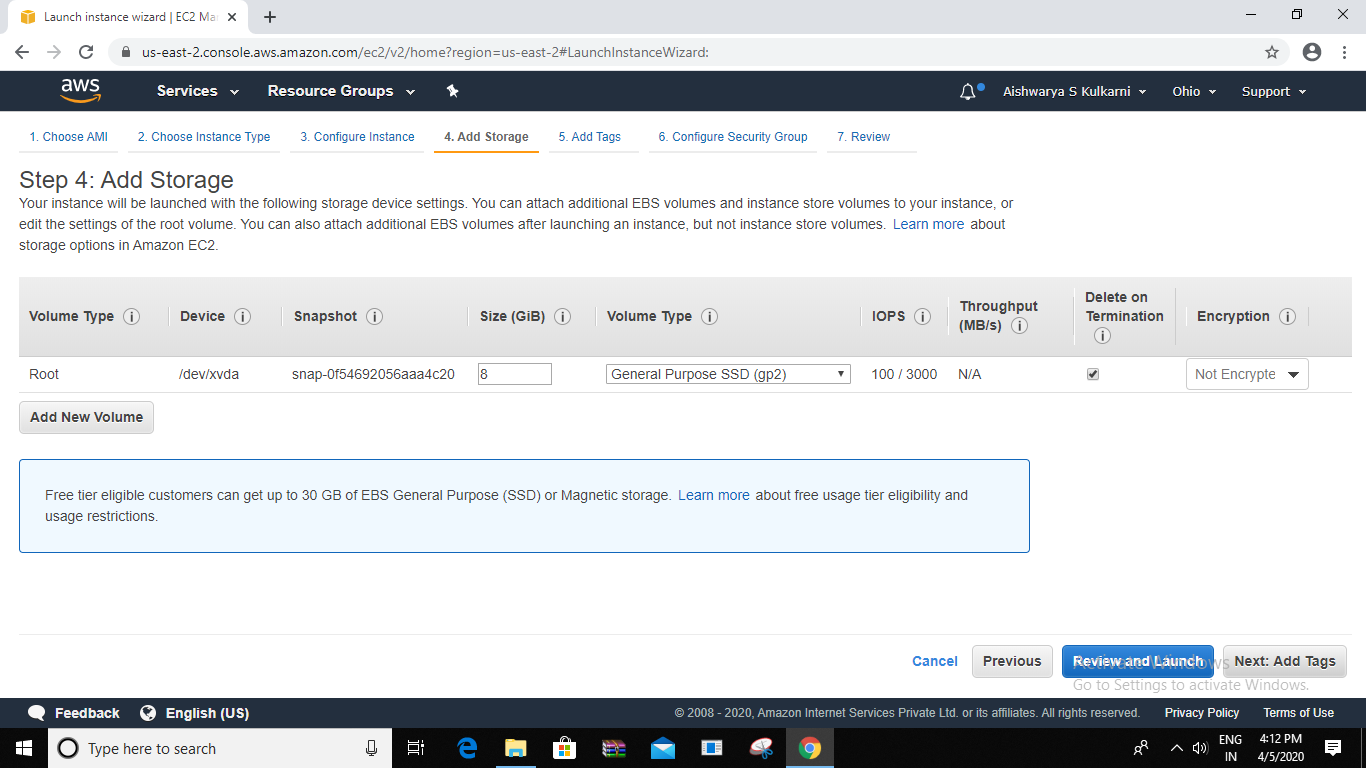 Launch instance wizard | EC2 Ma
us-east-2.console.aws.amazon.com/ec2/v2/home?region=us-east-2#LaunchInstanceWizard:
aws Services Resource Groups Aishwarya S Kulkarni Ohio Support
1. Choose AMI 2. Choose Instance Type 3. Configure Instance 4. Add Storage 5. Add Tags 6. Configure Security Group 7. Review
Step 4: Add Storage
Your instance will be launched with the following storage device settings. You can attach additional EBS volumes and instance store volumes to your instance, or
edit the settings of the root volume. You can also attach additional EBS volumes after launching an instance, but not instance store volumes. Learn more about
storage options in Amazon EC2.
Volume Type i Device i Snapshot i Size (GiB) i Volume Type i IOPS i Throughput (MB/s) i Delete on Termination i Encryption i
Root /dev/xvda snap-0f54692056aaa4c20 8 General Purpose SSD (gp2) 100 / 3000 N/A Not Encrypte
Add New Volume
Free tier eligible customers can get up to 30 GB of EBS General Purpose (SSD) or Magnetic storage. Learn more about free usage tier eligibility and
usage restrictions.
Cancel Previous Review and Launch Next: Add Tags
Activate Windows
Go to Settings to activate Windows.
Feedback English (US) © 2008 - 2020, Amazon Internet Services Private Ltd. or its affiliates. All rights reserved. Privacy Policy Terms of Use
Type here to search ENG IN 4:12 PM 4/5/2020